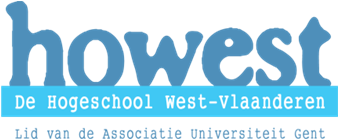 howest
De Hogeschool West-Vlaanderen
Lid van de Associatie Universiteit Gent